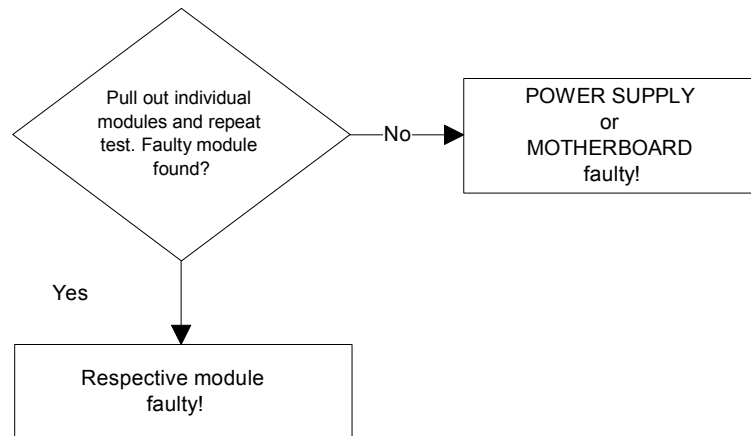 Pull out individual
modules and repeat
test. Faulty module
found?
No
POWER SUPPLY
or
MOTHERBOARD
faulty!
Yes
Respective module
faulty!